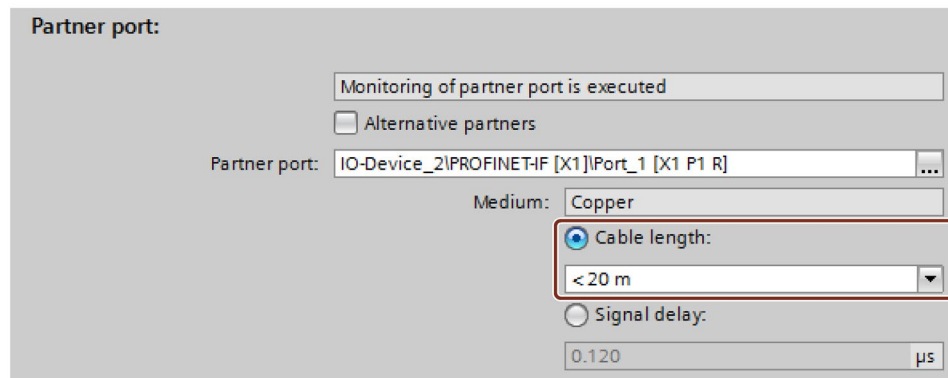 Partner port:
Monitoring of partner port is executed
Alternative partners
Partner port: IO-Device_2\PROFINET-IF [X1]\Port_1 [X1 P1 R] ...
Medium: Copper
Cable length:
< 20 m
Signal delay:
0.120 µs